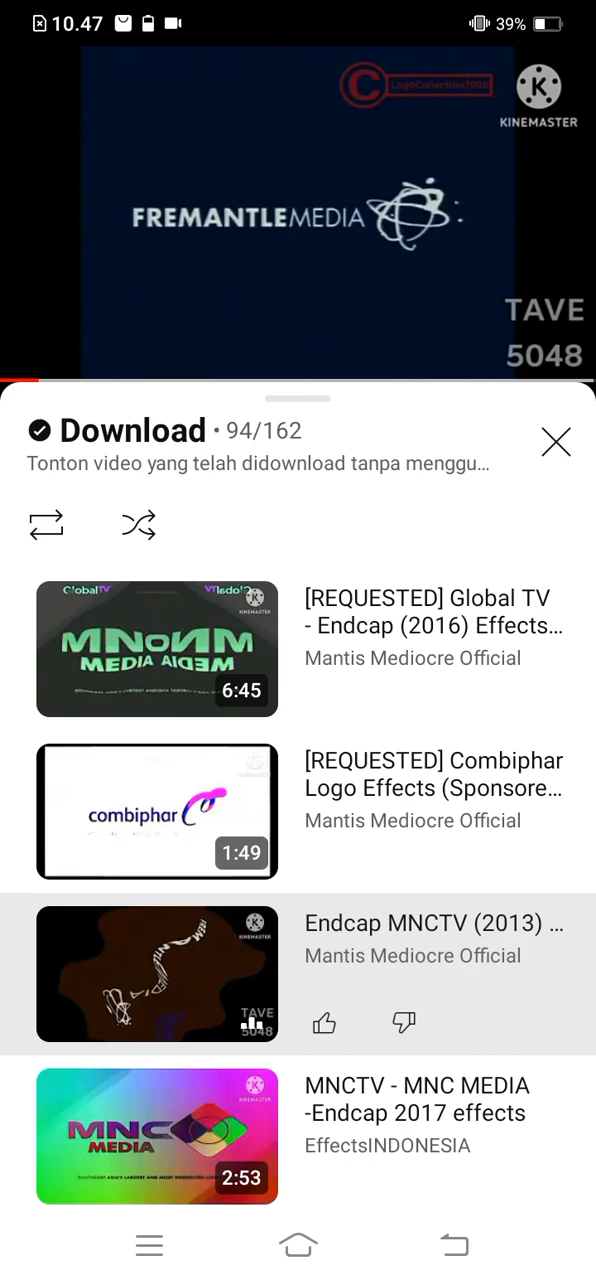 10.47
39%
LogoCollection2000
K
KINEMASTER
FREMANTLEMEDIA
TAVE
5048
Download • 94/162
Tonton video yang telah didownload tanpa menggu...
GlobalTV
KINEMASTER
MEDIA
6:45
[REQUESTED] Global TV
- Endcap (2016) Effects...
Mantis Mediocre Official
combiphar
1:49
[REQUESTED] Combiphar
Logo Effects (Sponsore...
Mantis Mediocre Official
KINEMASTER
TAVE
5048
Endcap MNCTV (2013) ...
Mantis Mediocre Official
KINEMASTER
MNC
MEDIA
2:53
MNCTV - MNC MEDIA
-Endcap 2017 effects
EffectsINDONESIA